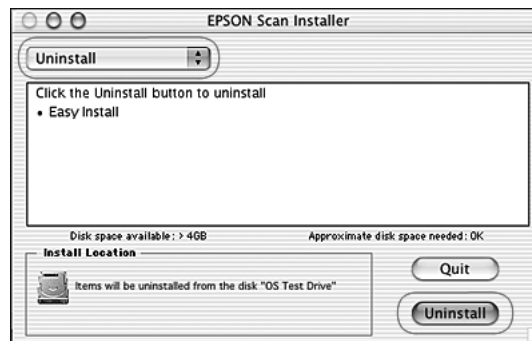 EPSON Scan Installer
Uninstall
Click the Uninstall button to uninstall
• Easy Install
Disk space available: > 4GB Approximate disk space needed: 0K
Install Location
Items will be uninstalled from the disk "OS Test Drive"
Quit
Uninstall